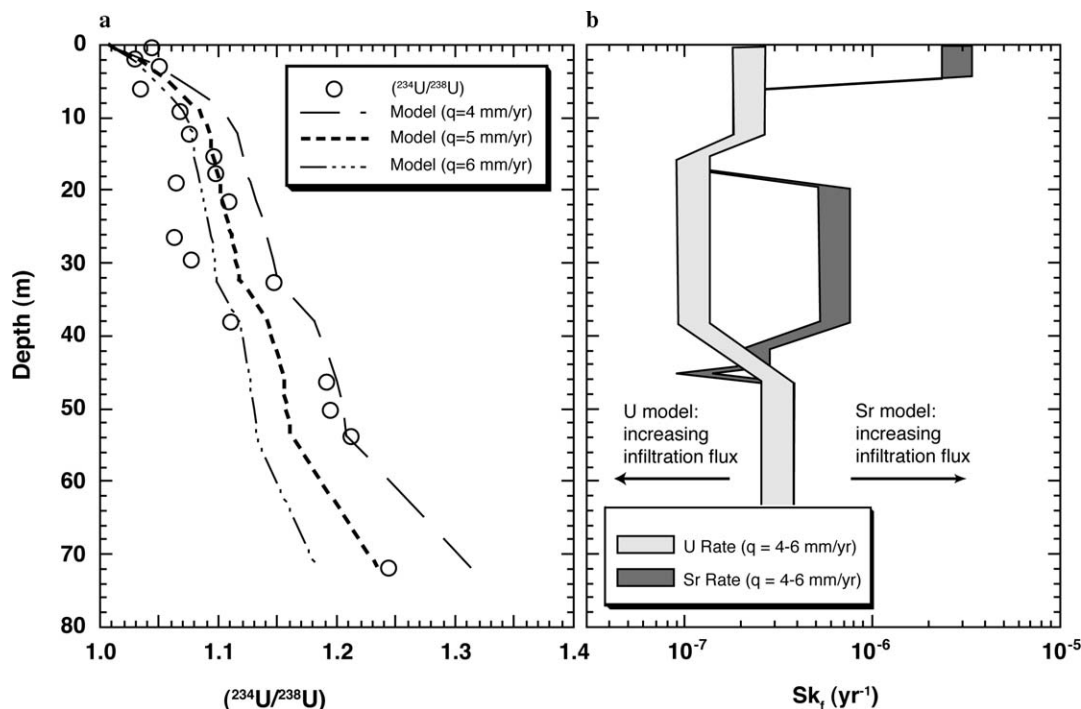 a
0
10
20
30
40
50
60
70
80
Depth (m)
1.0
1.1
1.2
1.3
1.4
(²³⁴U/²³⁸U)
(²³⁴U/²³⁸U)
Model (q=4 mm/yr)
Model (q=5 mm/yr)
Model (q=6 mm/yr)
b
U model:
increasing
infiltration flux
Sr model:
increasing
infiltration flux
U Rate (q = 4-6 mm/yr)
Sr Rate (q = 4-6 mm/yr)
10⁻⁷
10⁻⁶
10⁻⁵
Skf (yr⁻¹)